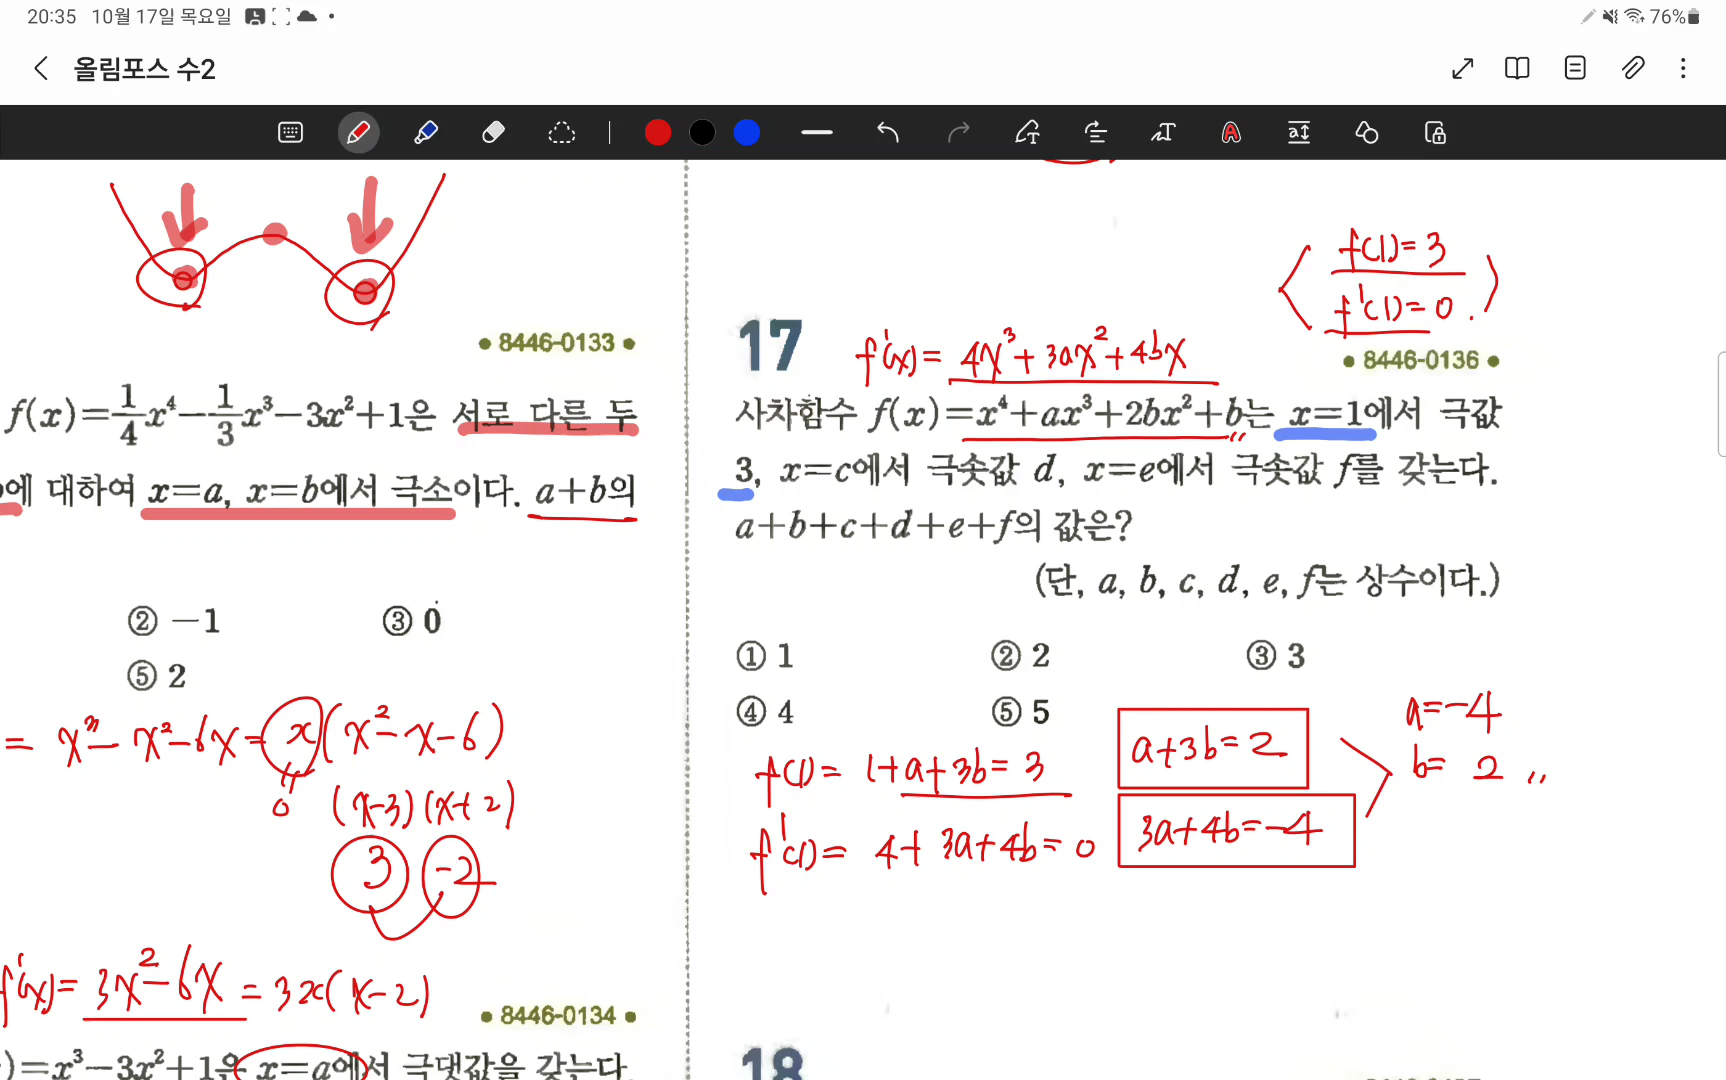 20:35 10월 17일 목요일
76%
올림포스 수2
• 8446-0133 •
f(x)=1/4x⁴-1/3x³-3x²+1은 서로 다른 두
에 대하여 x=a, x=b에서 극소이다. a+b의
② -1 ③ 0
⑤ 2
= x³-x²-6x = x(x²-x-6)
0 (x-3)(x+2)
3 -2
f'(x)= 3x²-6x = 3x(x-2)
• 8446-0134 •
)=x³-3x²+1은 x=a에서 극댓값을 갖는다.
f(1)=3
f'(1)=0.
17
f'(x)= 4x³+3ax²+4bx
• 8446-0136 •
사차함수 f(x)=x⁴+ax³+2bx²+b는 x=1에서 극값
3, x=c에서 극솟값 d, x=e에서 극솟값 f를 갖는다.
a+b+c+d+e+f의 값은?
(단, a, b, c, d, e, f는 상수이다.)
① 1 ② 2 ③ 3
④ 4 ⑤ 5
f(1)= 1+a+3b=3 a+3b=2
f'(1)= 4+3a+4b=0 3a+4b=-4
a=-4
b= 2
18